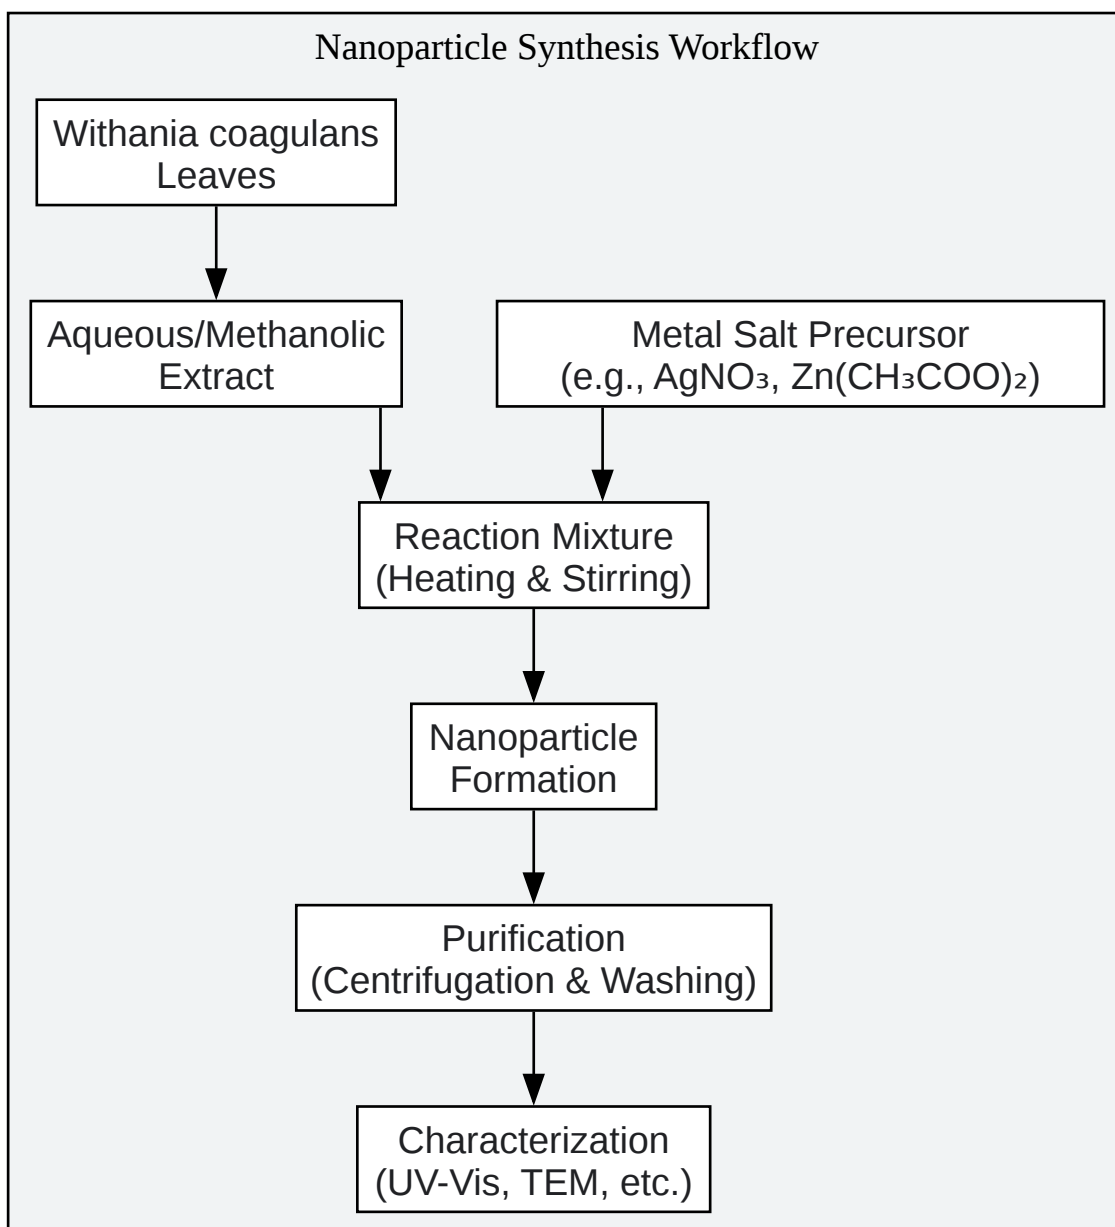 Nanoparticle Synthesis Workflow
Withania coagulans
Leaves
Aqueous/Methanolic
Extract
Metal Salt Precursor
(e.g., AgNO₃, Zn(CH₃COO)₂)
Reaction Mixture
(Heating & Stirring)
Nanoparticle
Formation
Purification
(Centrifugation & Washing)
Characterization
(UV-Vis, TEM, etc.)